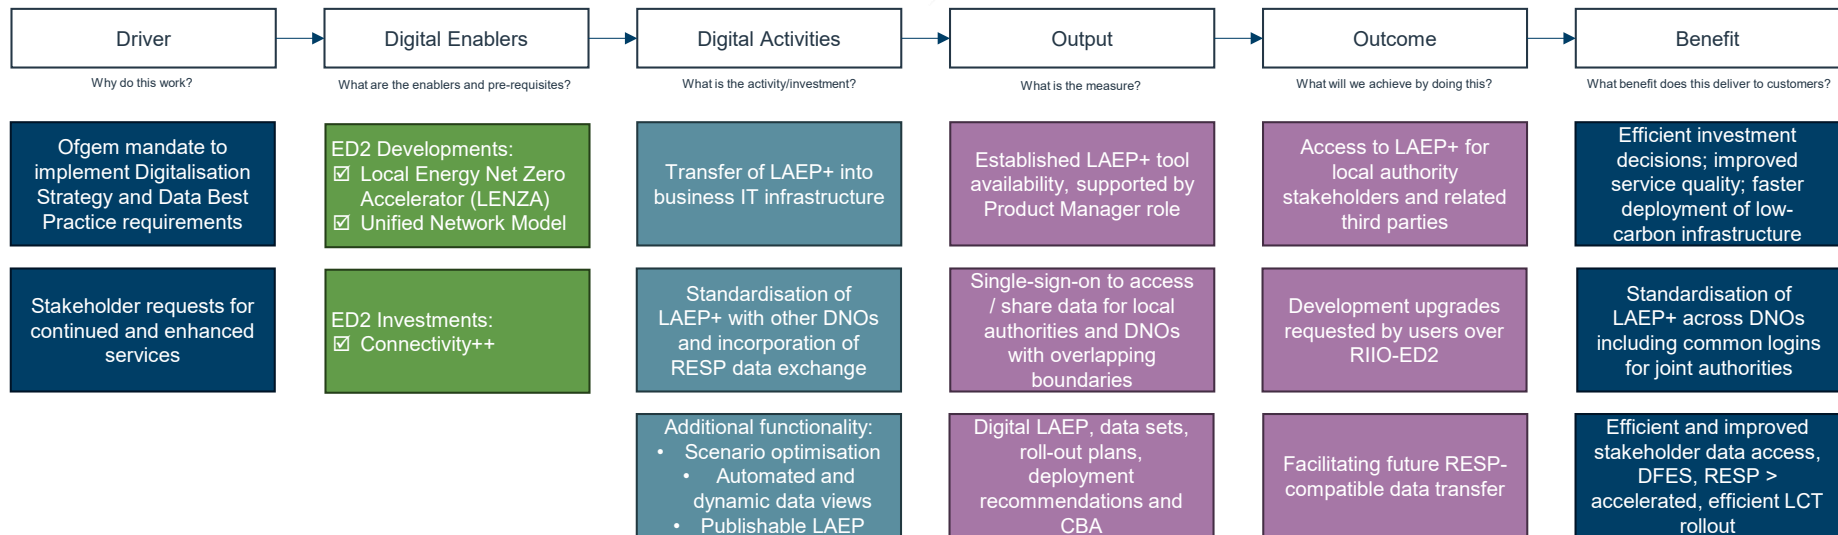 Driver
Digital Enablers
Digital Activities
Output
Outcome
Benefit
Why do this work?
What are the enablers and pre-requisites?
What is the activity/investment?
What is the measure?
What will we achieve by doing this?
What benefit does this deliver to customers?
Ofgem mandate to
implement Digitalisation
Strategy and Data Best
Practice requirements
ED2 Developments:
☑ Local Energy Net Zero
Accelerator (LENZA)
☑ Unified Network Model
Transfer of LAEP+ into
business IT infrastructure
Established LAEP+ tool
availability, supported by
Product Manager role
Access to LAEP+ for
local authority
stakeholders and related
third parties
Efficient investment
decisions; improved
service quality; faster
deployment of low-
carbon infrastructure
Stakeholder requests for
continued and enhanced
services
ED2 Investments:
☑ Connectivity++
Standardisation of
LAEP+ with other DNOs
and incorporation of
RESP data exchange
Single-sign-on to access
/ share data for local
authorities and DNOs
with overlapping
boundaries
Development upgrades
requested by users over
RIIO-ED2
Standardisation of
LAEP+ across DNOs
including common logins
for joint authorities
Additional functionality:
• Scenario optimisation
• Automated and
dynamic data views
• Publishable LAEP
Digital LAEP, data sets,
roll-out plans,
deployment
recommendations and
CBA
Facilitating future RESP-
compatible data transfer
Efficient and improved
stakeholder data access,
DFES, RESP >
accelerated, efficient LCT
rollout